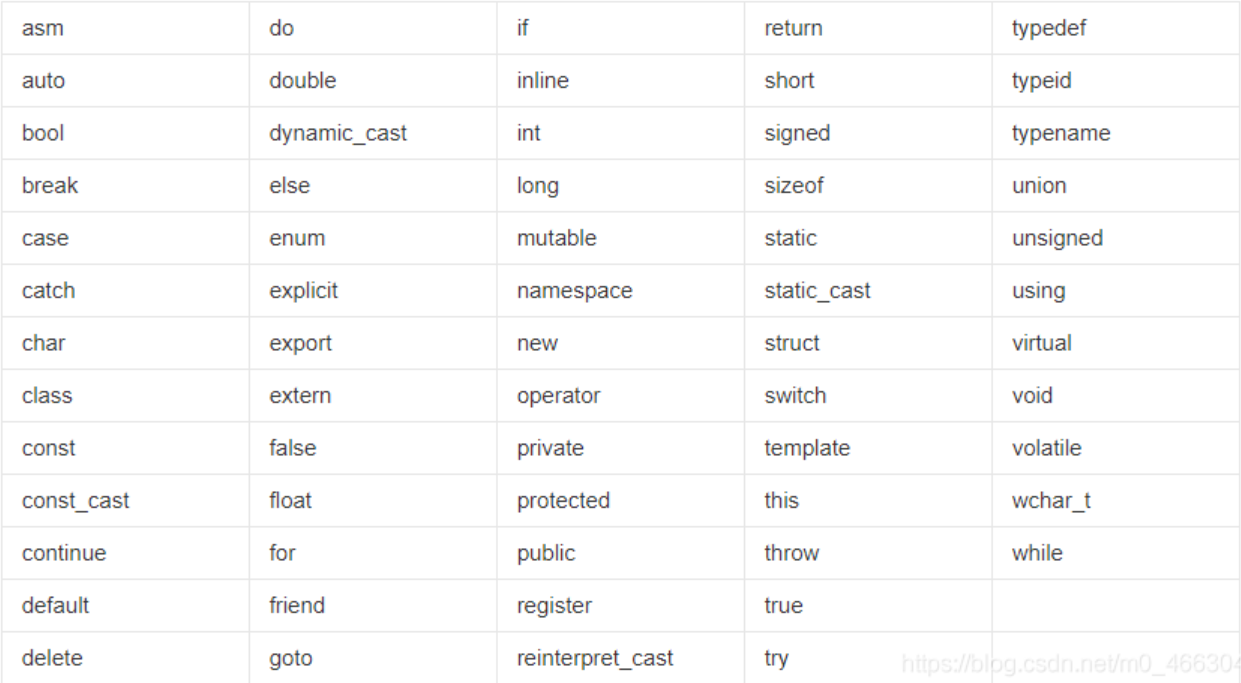 asm do if return typedef
auto double inline short typeid
bool dynamic_cast int signed typename
break else long sizeof union
case enum mutable static unsigned
catch explicit namespace static_cast using
char export new struct virtual
class extern operator switch void
const false private template volatile
const_cast float protected this wchar_t
continue for public throw while
default friend register true
delete goto reinterpret_cast try
https://blog.csdn.net/m0_466304